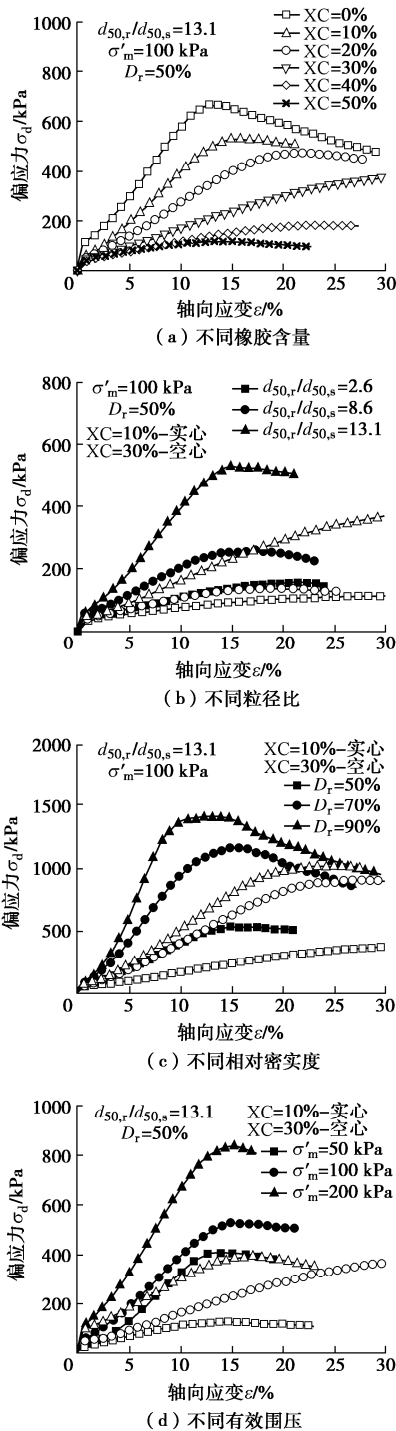 1000
800
600
400
200
0
5
10
15
20
25
30
偏应力σd/kPa
d50,r/d50,s=13.1
σ′m=100 kPa
Dr=50%
XC=0%
XC=10%
XC=20%
XC=30%
XC=40%
XC=50%
轴向应变ε/%
(a)不同橡胶含量
800
600
400
200
0
5
10
15
20
25
30
偏应力σd/kPa
σ′m=100 kPa
Dr=50%
XC=10%-实心
XC=30%-空心
d50,r/d50,s=2.6
d50,r/d50,s=8.6
d50,r/d50,s=13.1
轴向应变ε/%
(b)不同粒径比
2000
1500
1000
500
0
5
10
15
20
25
30
偏应力σd/kPa
d50,r/d50,s=13.1
σ′m=100 kPa
XC=10%-实心
XC=30%-空心
Dr=50%
Dr=70%
Dr=90%
轴向应变ε/%
(c)不同相对密实度
1000
800
600
400
200
0
5
10
15
20
25
30
偏应力σd/kPa
d50,r/d50,s=13.1
Dr=50%
XC=10%-实心
XC=30%-空心
σ′m=50 kPa
σ′m=100 kPa
σ′m=200 kPa
轴向应变ε/%
(d)不同有效围压